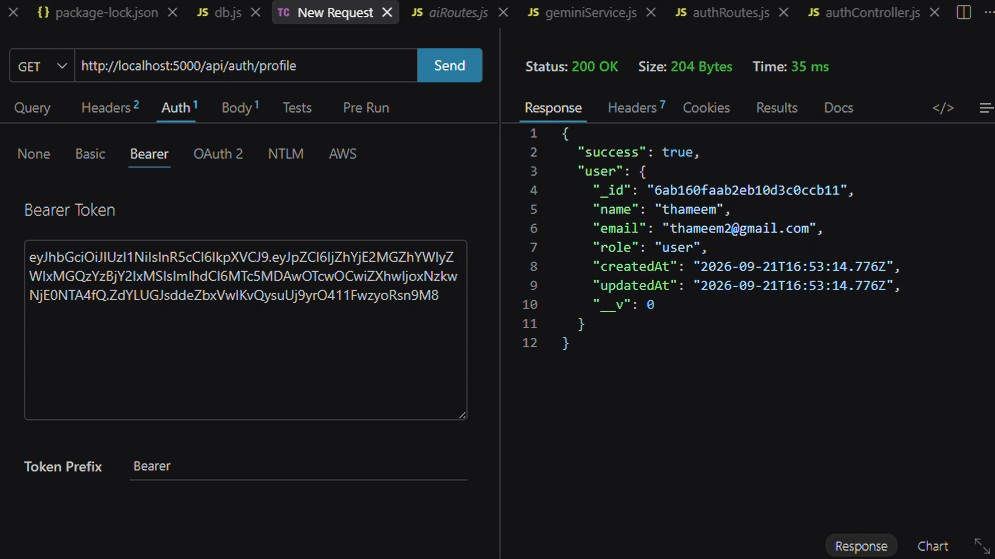 {} package-lock.json
JS db.js
TC New Request
JS aiRoutes.js
JS geminiService.js
JS authRoutes.js
JS authController.js
GET
http://localhost:5000/api/auth/profile
Send
Query
Headers 2
Auth 1
Body 1
Tests
Pre Run
None
Basic
Bearer
OAuth 2
NTLM
AWS
Bearer Token
eyJhbGciOiJIUzI1NiIsInR5cCI6IkpXVCJ9.eyJpZCI6IjZhYjE2MGZhYWIyZ
WIxMGQzYzBjY2IxMSIsImlhdCI6MTc5MDAwOTcwOCwiZXhwIjoxNzkw
NjE0NTA4fQ.ZdYLUGJsddeZbxVwIKvQysuUj9yrO411FwzyoRsn9M8
Token Prefix
Bearer
Status: 200 OK
Size: 204 Bytes
Time: 35 ms
Response
Headers 7
Cookies
Results
Docs
</>
1 {
2 "success": true,
3 "user": {
4 "_id": "6ab160faab2eb10d3c0ccb11",
5 "name": "thameem",
6 "email": "thameem2@gmail.com",
7 "role": "user",
8 "createdAt": "2026-09-21T16:53:14.776Z",
9 "updatedAt": "2026-09-21T16:53:14.776Z",
10 "__v": 0
11 }
12 }
Response
Chart